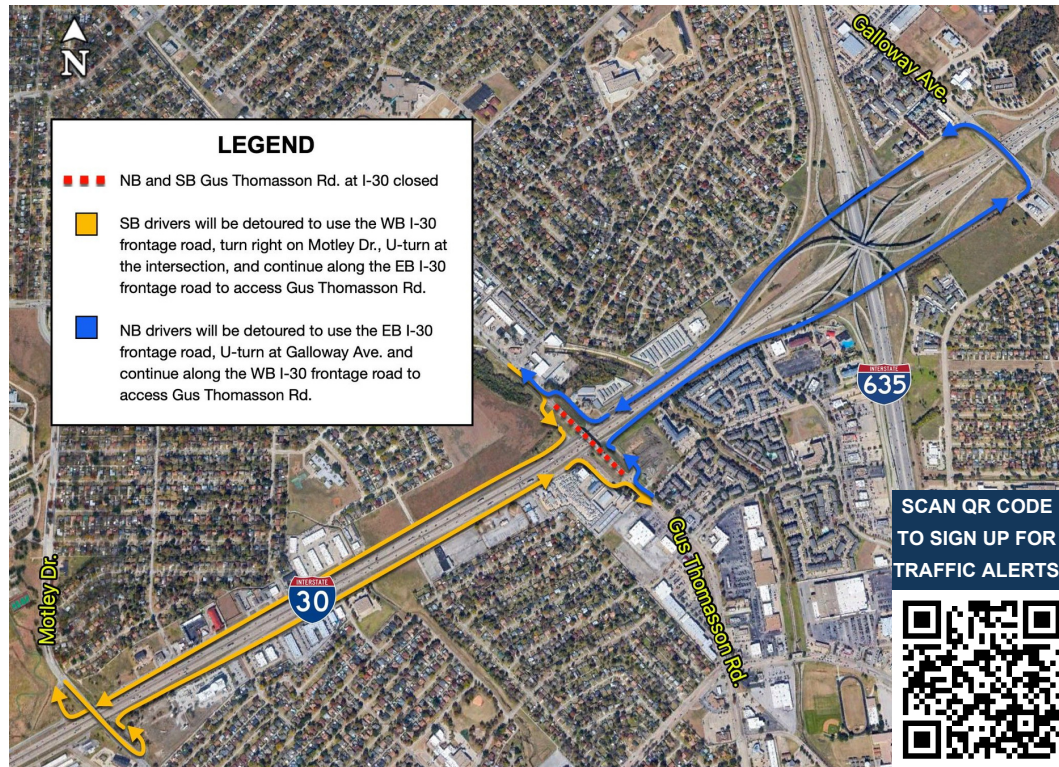 N
Galloway Ave.
LEGEND
NB and SB Gus Thomasson Rd. at I-30 closed
SB drivers will be detoured to use the WB I-30
frontage road, turn right on Motley Dr., U-turn at
the intersection, and continue along the EB I-30
frontage road to access Gus Thomasson Rd.
NB drivers will be detoured to use the EB I-30
frontage road, U-turn at Galloway Ave. and
continue along the WB I-30 frontage road to
access Gus Thomasson Rd.
INTERSTATE
635
Motley Dr.
INTERSTATE
30
Gus Thomasson Rd.
SCAN QR CODE
TO SIGN UP FOR
TRAFFIC ALERTS